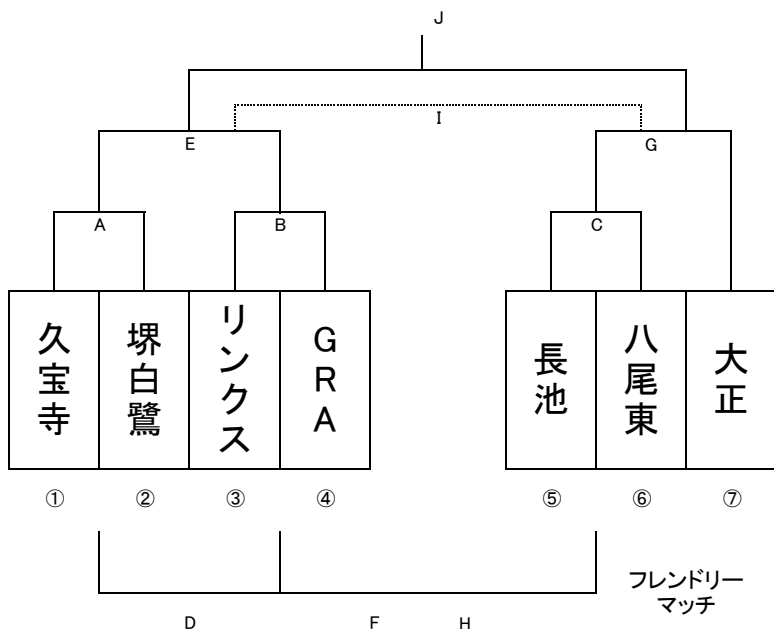 J
I
E
G
A
B
C
久宝寺
堺白鷺
リンクス
GRA
長池
八尾東
大正
①
②
③
④
⑤
⑥
⑦
フレンドリー
マッチ
D
F
H